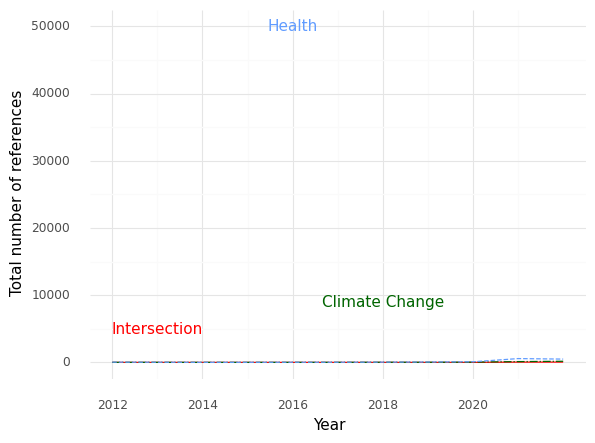 50000
Health
40000
30000
20000
10000
Climate Change
Intersection
0
2012
2014
2016
2018
2020
Year
Total number of references